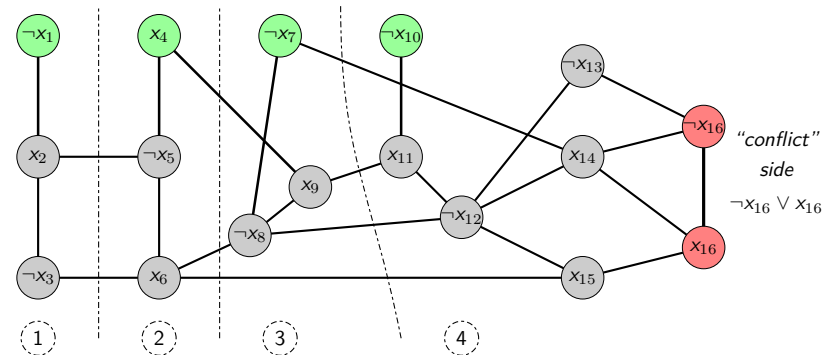 ¬x₁
x₄
¬x₇
¬x₁₀
¬x₁₃
¬x₁₆
"conflict"
side
¬x₁₆ ∨ x₁₆
x₂
¬x₅
x₉
x₁₁
x₁₄
¬x₈
¬x₁₂
x₁₆
¬x₃
x₆
x₁₅
1
2
3
4